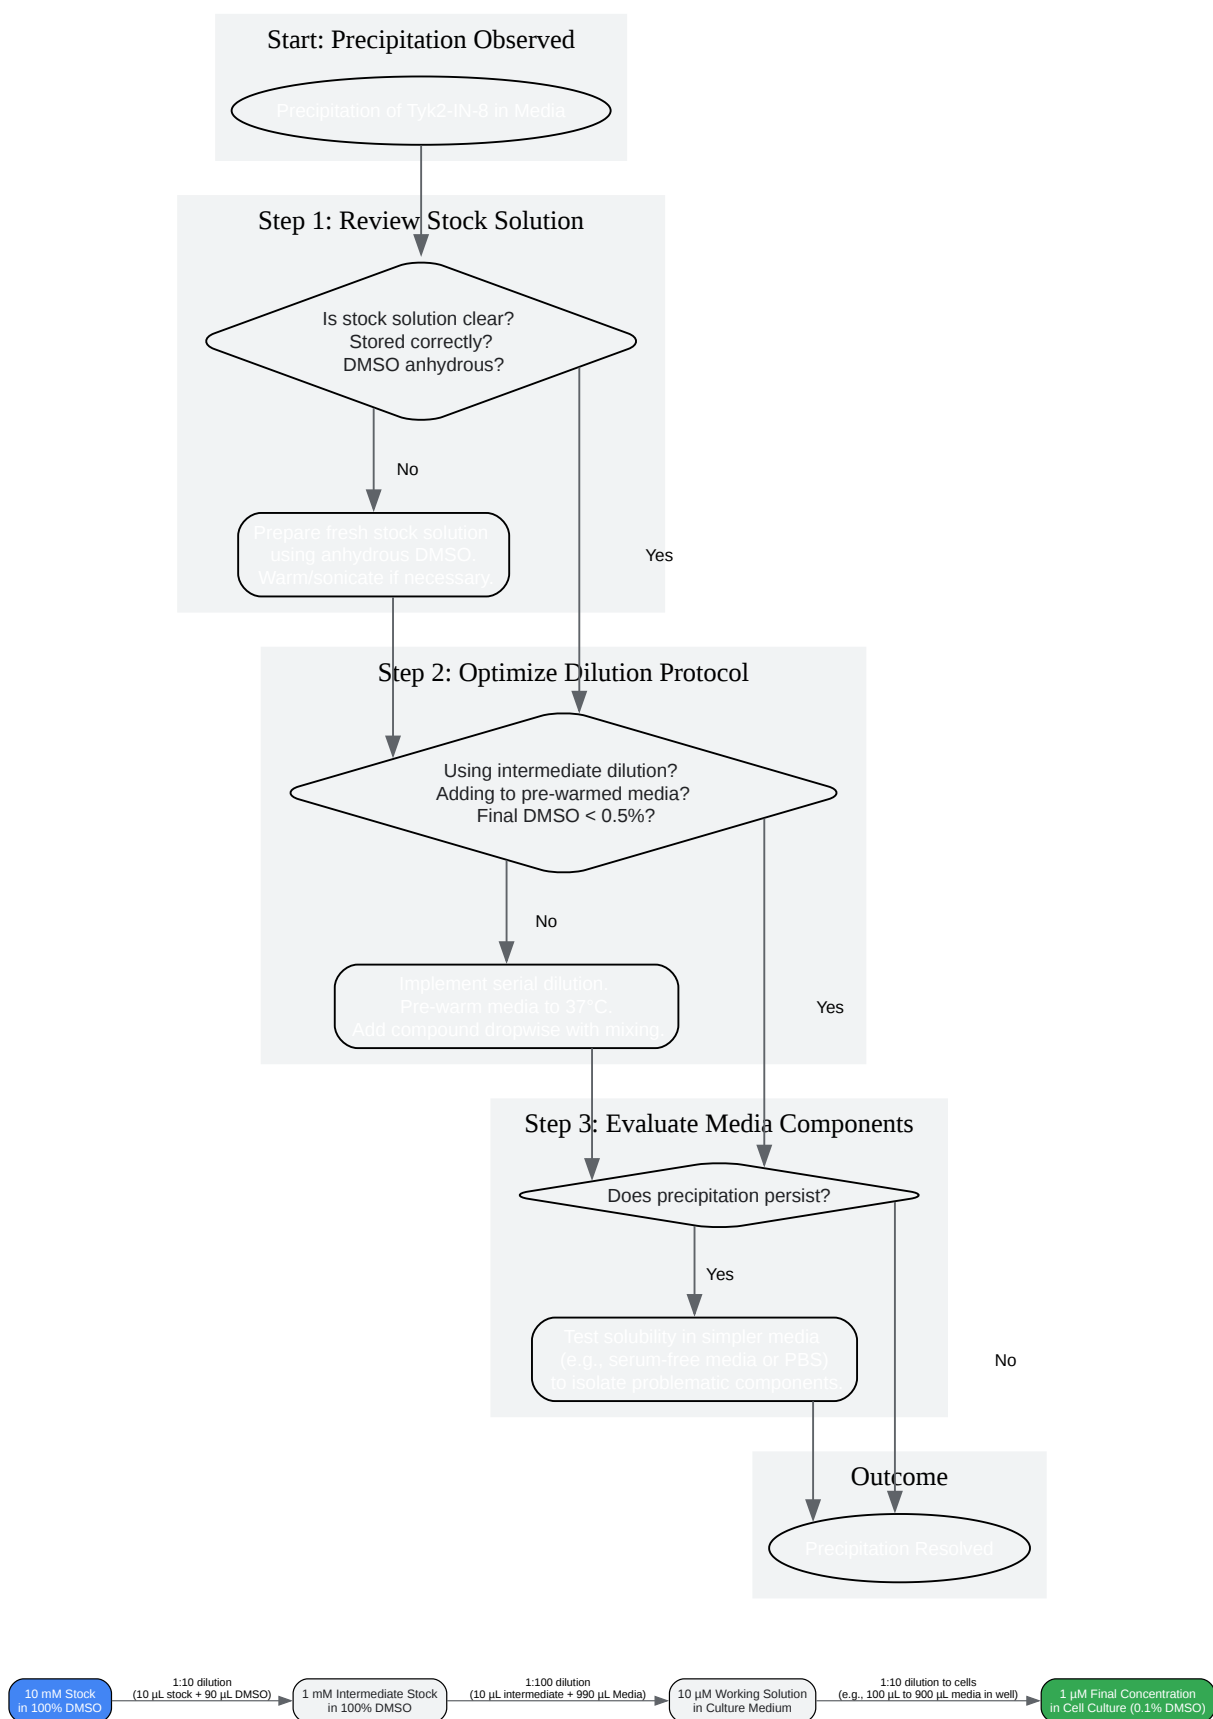 Start: Precipitation Observed
Precipitation of Tyk2-IN-8 in Media
Step 1: Review Stock Solution
Is stock solution clear?
Stored correctly?
DMSO anhydrous?
No
Prepare fresh stock solution
using anhydrous DMSO.
Warm/sonicate if necessary.
Yes
Step 2: Optimize Dilution Protocol
Using intermediate dilution?
Adding to pre-warmed media?
Final DMSO < 0.5%?
No
Implement serial dilution.
Pre-warm media to 37°C.
Add compound dropwise with mixing.
Yes
Step 3: Evaluate Media Components
Does precipitation persist?
Yes
Test solubility in simpler media
(e.g., serum-free media or PBS)
to isolate problematic components.
No
Outcome
Precipitation Resolved
10 mM Stock
in 100% DMSO
1:10 dilution
(10 µL stock + 90 µL DMSO)
1 mM Intermediate Stock
in 100% DMSO
1:100 dilution
(10 µL intermediate + 990 µL Media)
10 µM Working Solution
in Culture Medium
1:10 dilution to cells
(e.g., 100 µL to 900 µL media in well)
1 µM Final Concentration
in Cell Culture (0.1% DMSO)